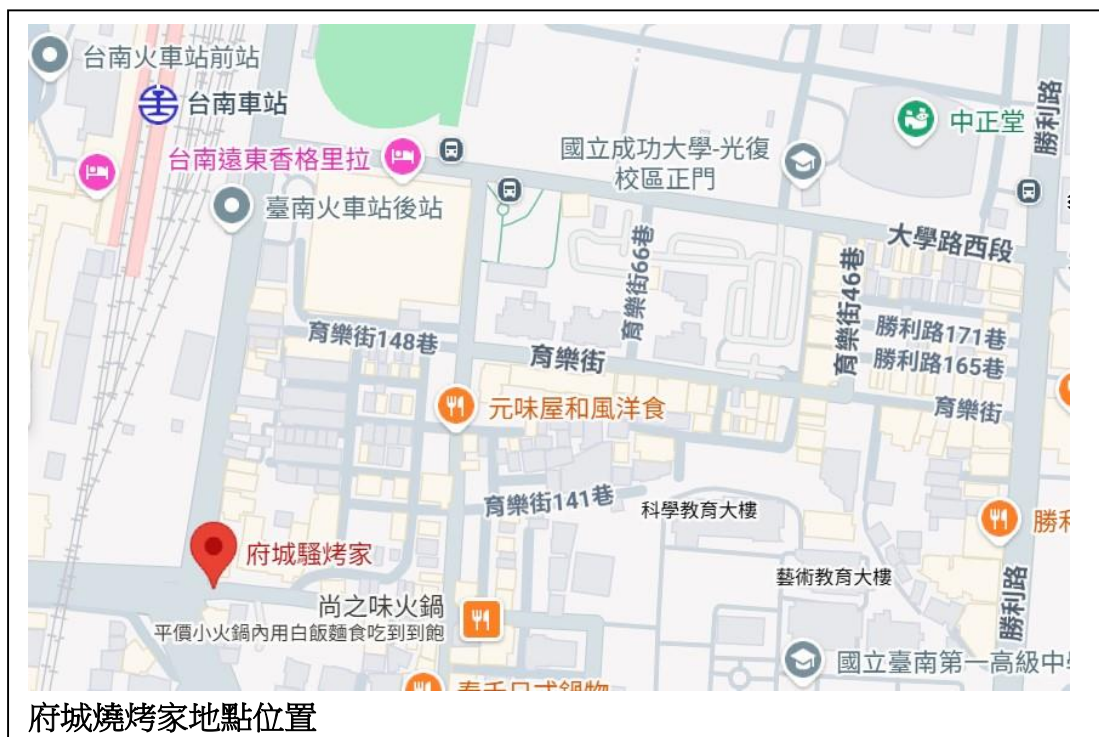 台南火車站前站
台南車站
台南遠東香格里拉
臺南火車站後站
國立成功大學-光復
校區正門
中正堂
勝利路
大學路西段
育樂街66巷
育樂街46巷
勝利路171巷
勝利路165巷
育樂街148巷
育樂街
育樂街
元味屋和風洋食
育樂街141巷
科學教育大樓
勝利
府城騷烤家
藝術教育大樓
勝利路
尚之味火鍋
平價小火鍋內用白飯麵食吃到到飽
國立臺南第一高級中
府城燒烤家地點位置